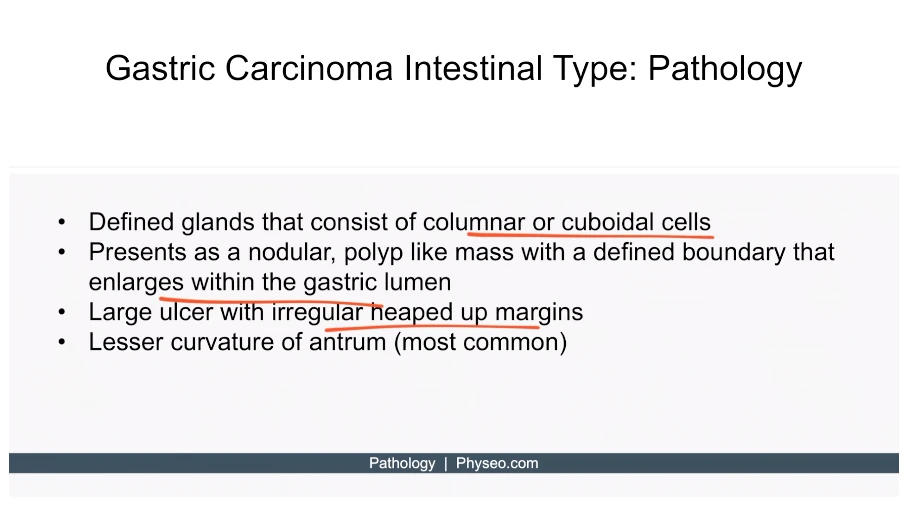 Gastric Carcinoma Intestinal Type: Pathology
• Defined glands that consist of columnar or cuboidal cells
• Presents as a nodular, polyp like mass with a defined boundary that
enlarges within the gastric lumen
• Large ulcer with irregular heaped up margins
• Lesser curvature of antrum (most common)
Pathology | Physeo.com